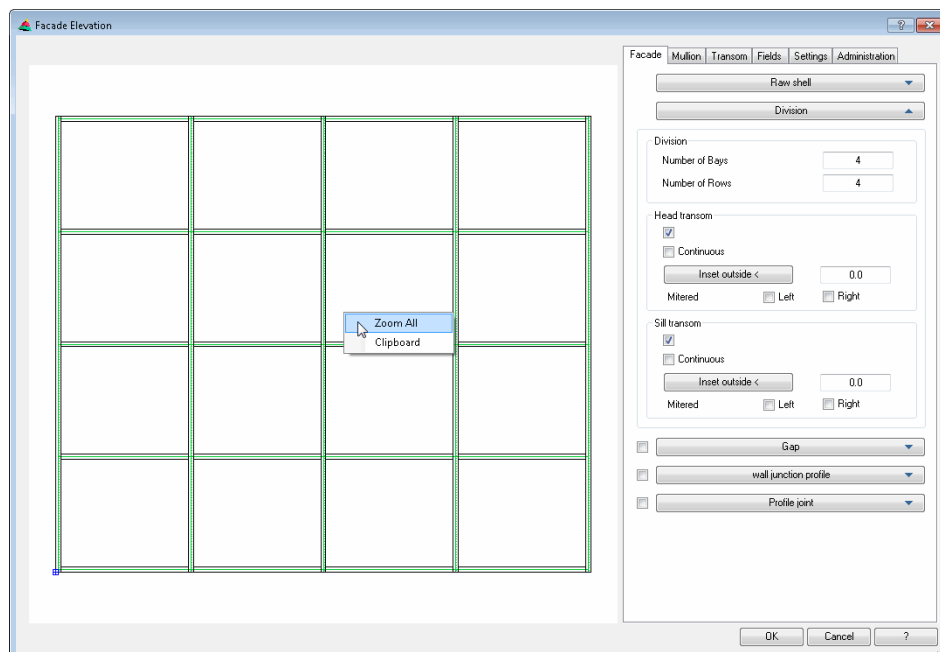 Facade Elevation
?
Facade Mullion Transom Fields Settings Administration
Raw shell
Division
Division
Number of Bays 4
Number of Rows 4
Head transom
Continuous
Inset outside < 0.0
Mitered Left Right
Zoom All
Clipboard
Sill transom
Continuous
Inset outside < 0.0
Mitered Left Right
Gap
wall junction profile
Profile joint
OK Cancel ?